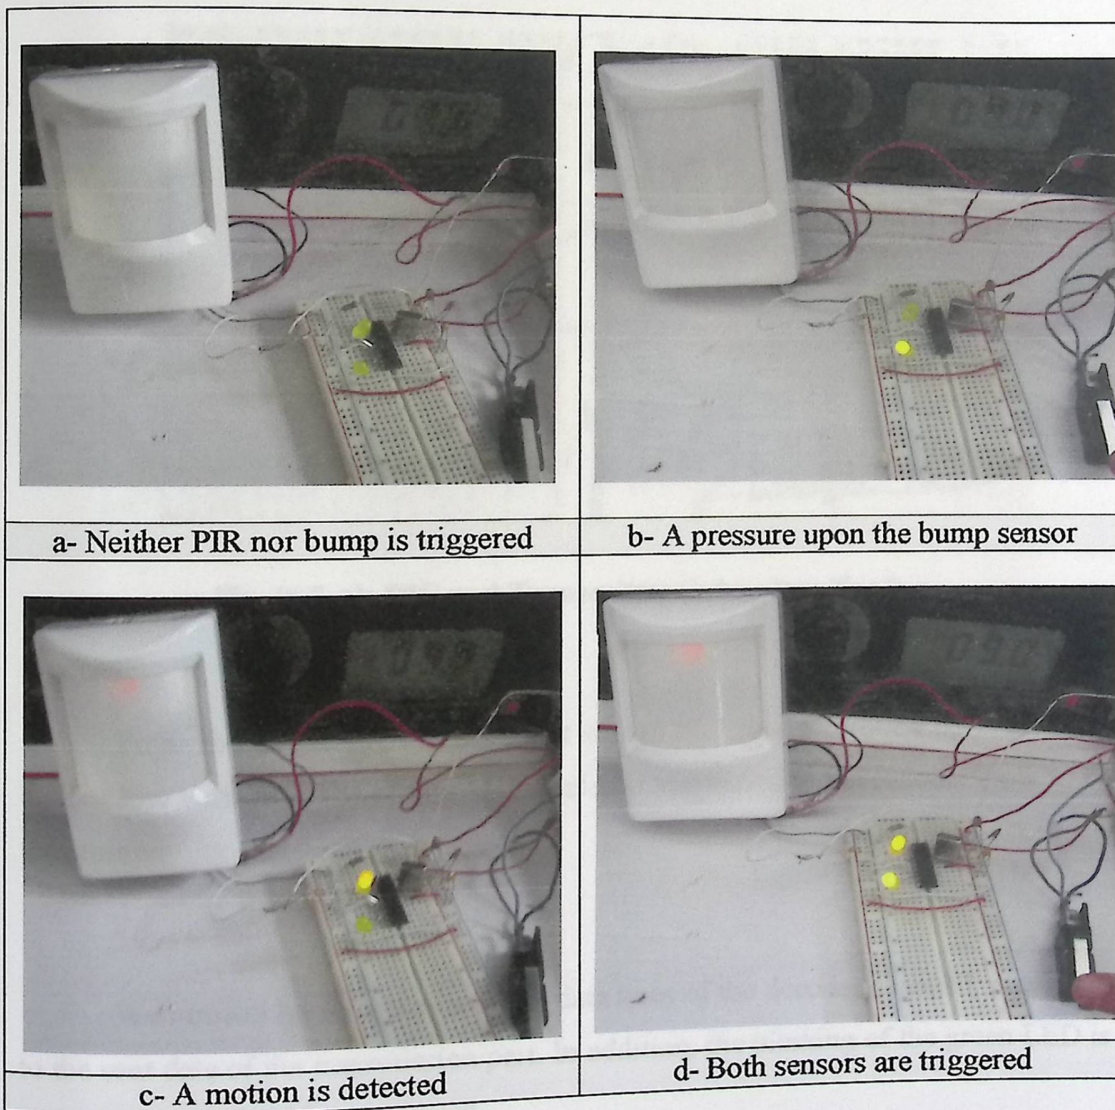 a- Neither PIR nor bump is triggered
b- A pressure upon the bump sensor
c- A motion is detected
d- Both sensors are triggered